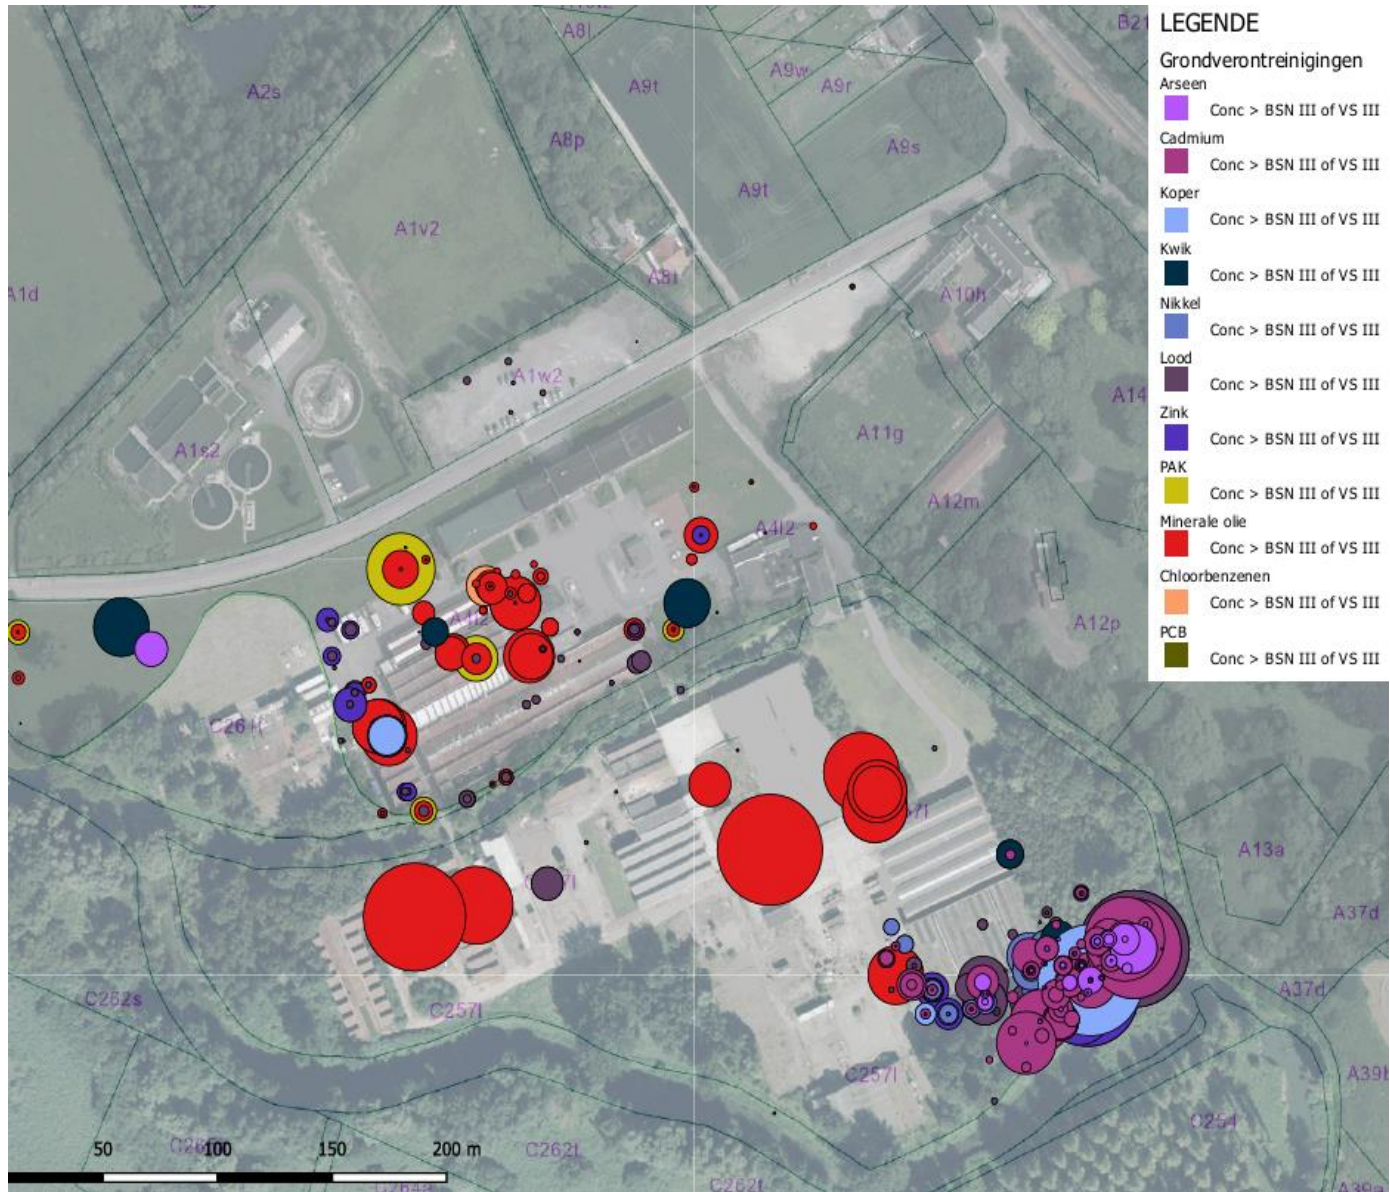 LEGENDE
Grondverontreinigingen
Arseen
Conc > BSN III of VS III
Cadmium
Conc > BSN III of VS III
Koper
Conc > BSN III of VS III
Kwik
Conc > BSN III of VS III
Nikkel
Conc > BSN III of VS III
Lood
Conc > BSN III of VS III
Zink
Conc > BSN III of VS III
PAK
Conc > BSN III of VS III
Minerale olie
Conc > BSN III of VS III
Chloorbenzenen
Conc > BSN III of VS III
PCB
Conc > BSN III of VS III
A8l
A9w
A9t
A9r
A2s
A8p
A9s
A9t
A1v2
A1d
A10h
A1w2
A14
A11g
A1s2
A12m
A4l2
A4l2
A12p
A13a
A37d
C262s
A37d
C257l
C257l
C254
50
100
150
200 m
C262t
C262t